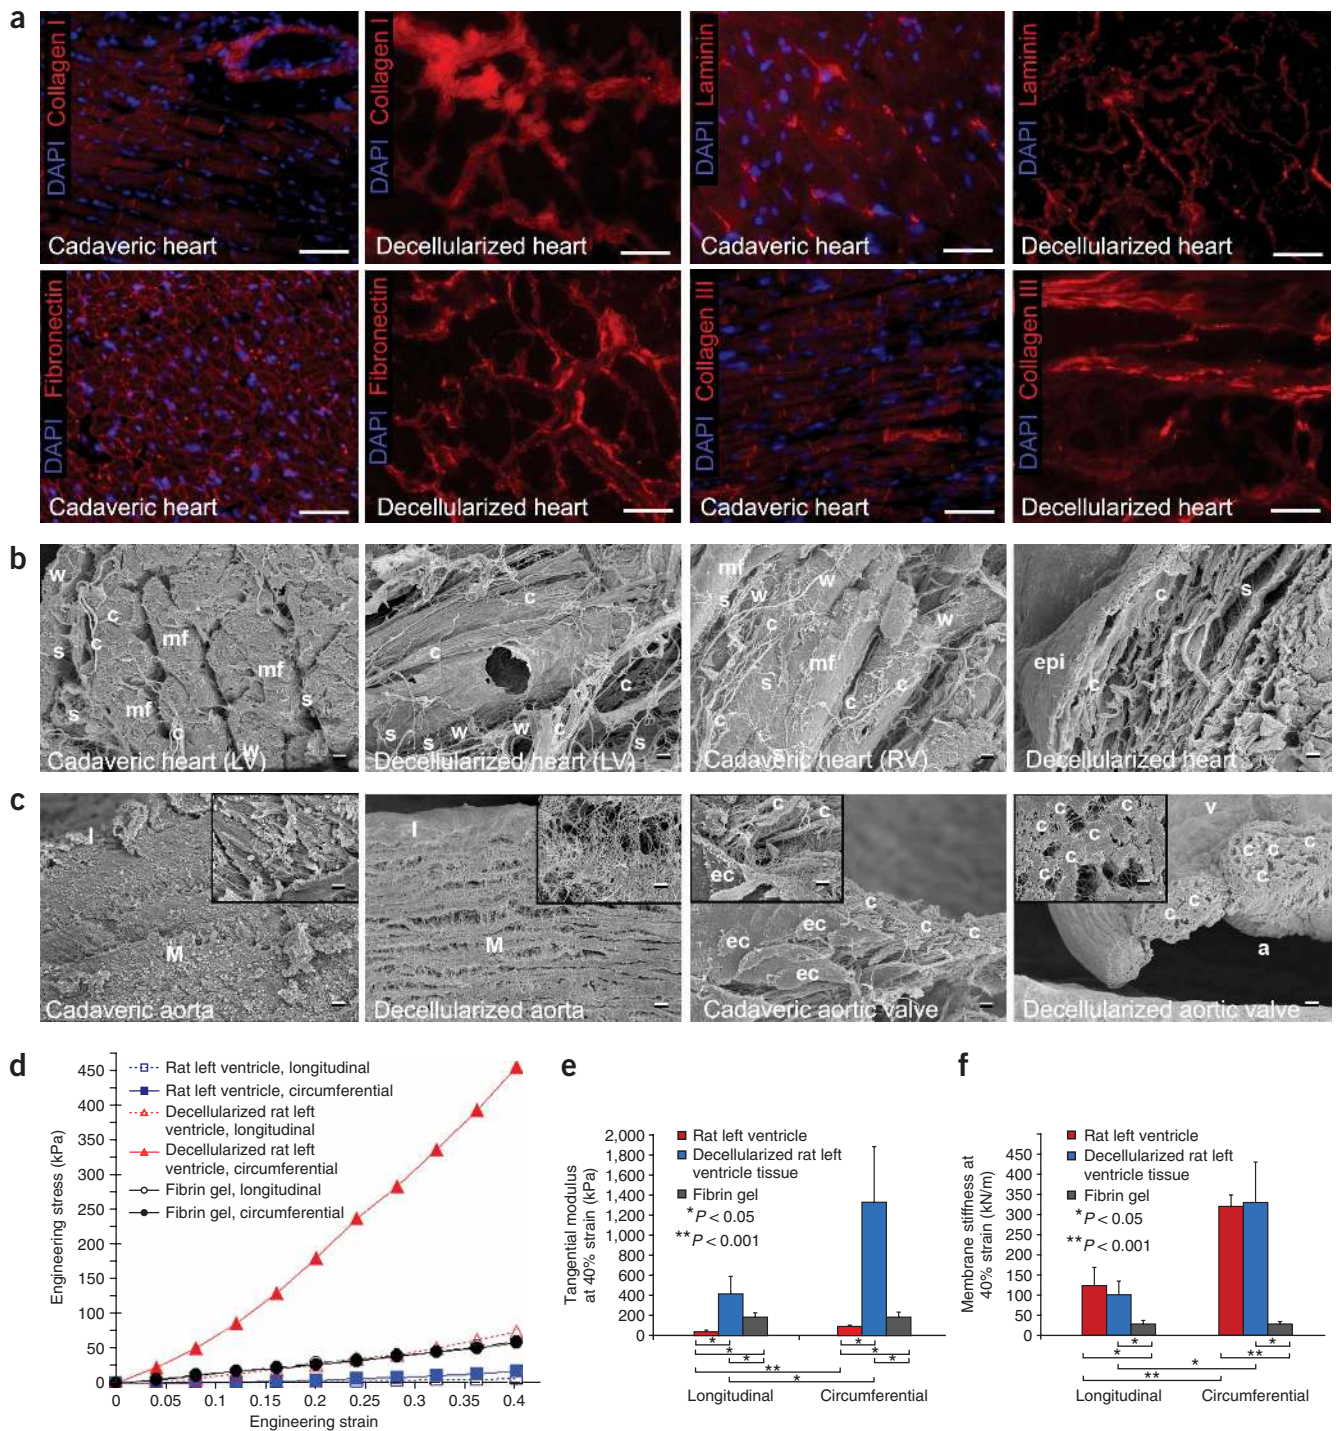 a
DAPI Collagen I
Cadaveric heart
DAPI Collagen I
Decellularized heart
DAPI Laminin
Cadaveric heart
DAPI Laminin
Decellularized heart
DAPI Fibronectin
Cadaveric heart
DAPI Fibronectin
Decellularized heart
DAPI Collagen III
Cadaveric heart
DAPI Collagen III
Decellularized heart
b
w
c
c
s
mf
mf
s
s
mf
c
w
Cadaveric heart (LV)
c
c
c
s
s
w
w
c
s
Decellularized heart (LV)
mf
w
s
w
c
w
mf
s
c
c
c
s
Cadaveric heart (RV)
c
s
epi
c
Decellularized heart
c
I
M
Cadaveric aorta
I
M
Decellularized aorta
c
c
ec
c
c
c
ec
ec
ec
Cadaveric aortic valve
c
c
c
c
c
c
c
v
c
c
c
c
c
c
a
Decellularized aortic valve
d
Engineering stress (kPa)
450
400
350
300
250
200
150
100
50
0
Rat left ventricle, longitudinal
Rat left ventricle, circumferential
Decellularized rat left
ventricle, longitudinal
Decellularized rat left
ventricle, circumferential
Fibrin gel, longitudinal
Fibrin gel, circumferential
0 0.05 0.1 0.15 0.2 0.25 0.3 0.35 0.4
Engineering strain
e
Tangential modulus
at 40% strain (kPa)
2,000
1,800
1,600
1,400
1,200
1,000
800
600
400
200
0
Rat left ventricle
Decellularized rat left
ventricle tissue
Fibrin gel
*P < 0.05
**P < 0.001
* *
* *
* *
**
*
Longitudinal Circumferential
f
Membrane stiffness at
40% strain (kN/m)
450
400
350
300
250
200
150
100
50
0
Rat left ventricle
Decellularized rat left
ventricle tissue
Fibrin gel
*P < 0.05
**P < 0.001
* *
* **
*
**
Longitudinal Circumferential